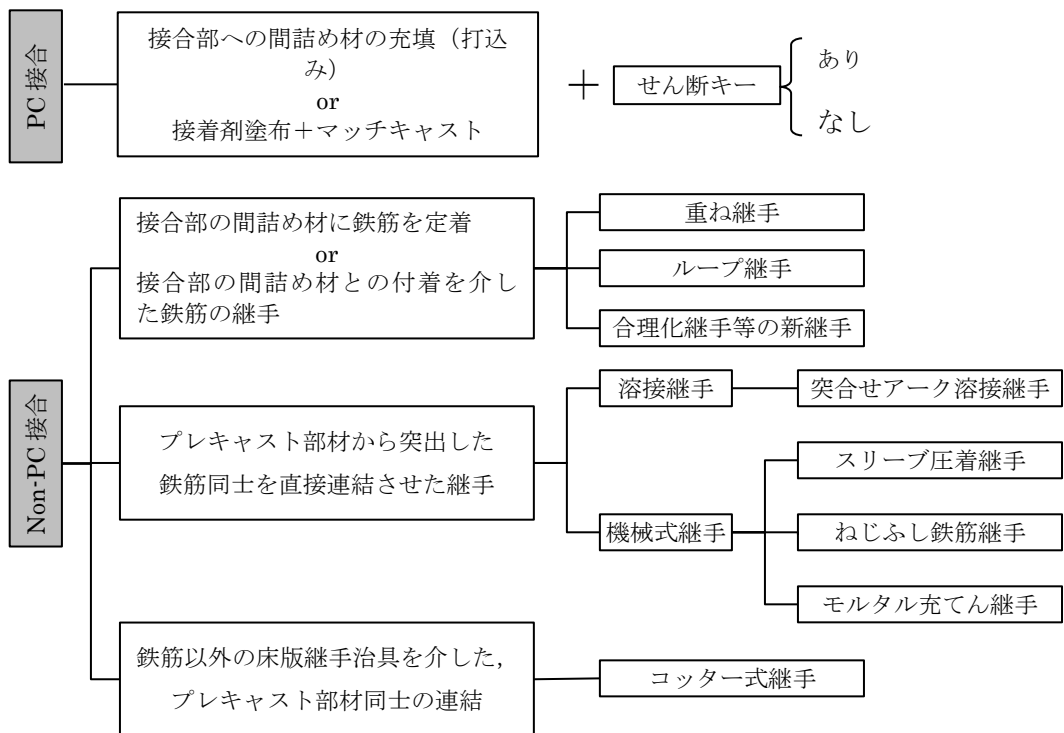 PC 接合
接合部への間詰め材の充填（打込
み）
or
接着剤塗布＋マッチキャスト
＋
せん断キー
あり
なし
Non-PC 接合
接合部の間詰め材に鉄筋を定着
or
接合部の間詰め材との付着を介し
た鉄筋の継手
重ね継手
ループ継手
合理化継手等の新継手
プレキャスト部材から突出した
鉄筋同士を直接連結させた継手
溶接継手
突合せアーク溶接継手
機械式継手
スリーブ圧着継手
ねじふし鉄筋継手
モルタル充てん継手
鉄筋以外の床版継手治具を介した，
プレキャスト部材同士の連結
コッター式継手